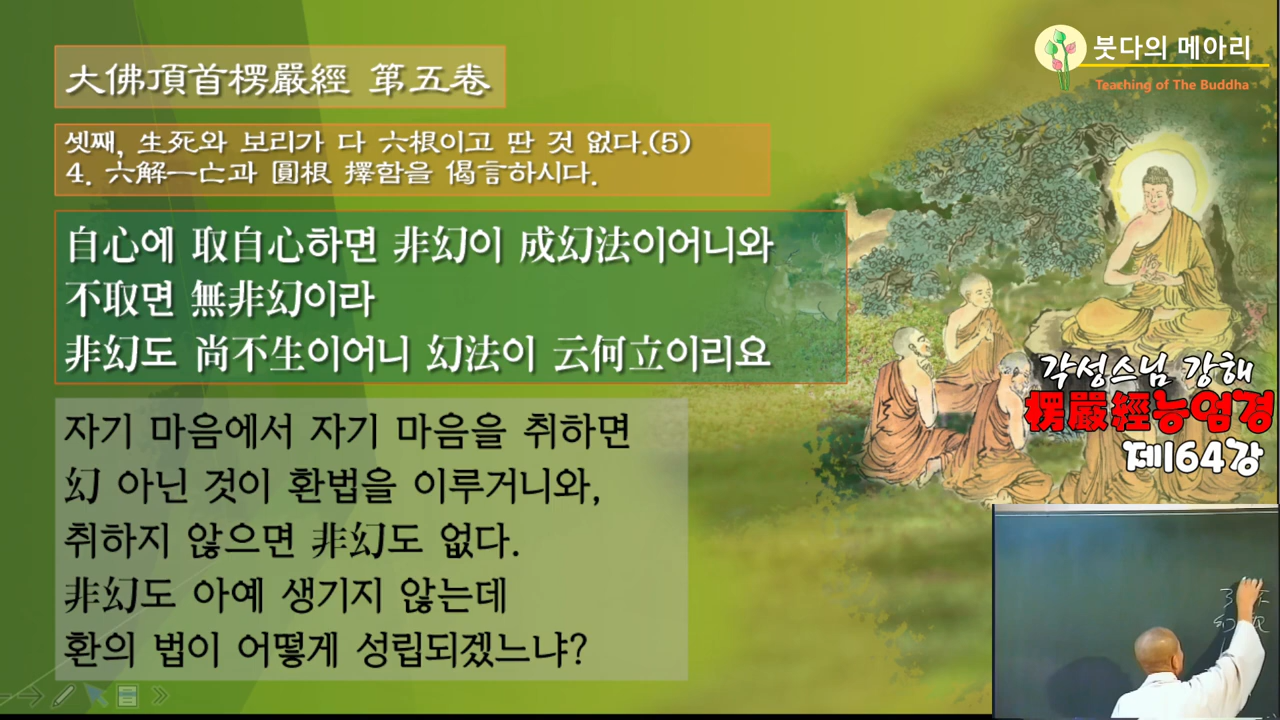 大佛頂首楞嚴經 第五卷
셋째, 生死와 보리가 다 六根이고 딴 것 없다.(5)
4. 六解一亡과 圓根 擇함을 偈言하시다.
自心에 取自心하면 非幻이 成幻法이어니와
不取면 無非幻이라
非幻도 尚不生이어니 幻法이 云何立이리요
자기 마음에서 자기 마음을 취하면
幻 아닌 것이 환법을 이루거니와,
취하지 않으면 非幻도 없다.
非幻도 아예 생기지 않는데
환의 법이 어떻게 성립되겠느냐?
붓다의 메아리
Teaching of The Buddha
각성스님 강해
楞嚴經능엄경
제164강